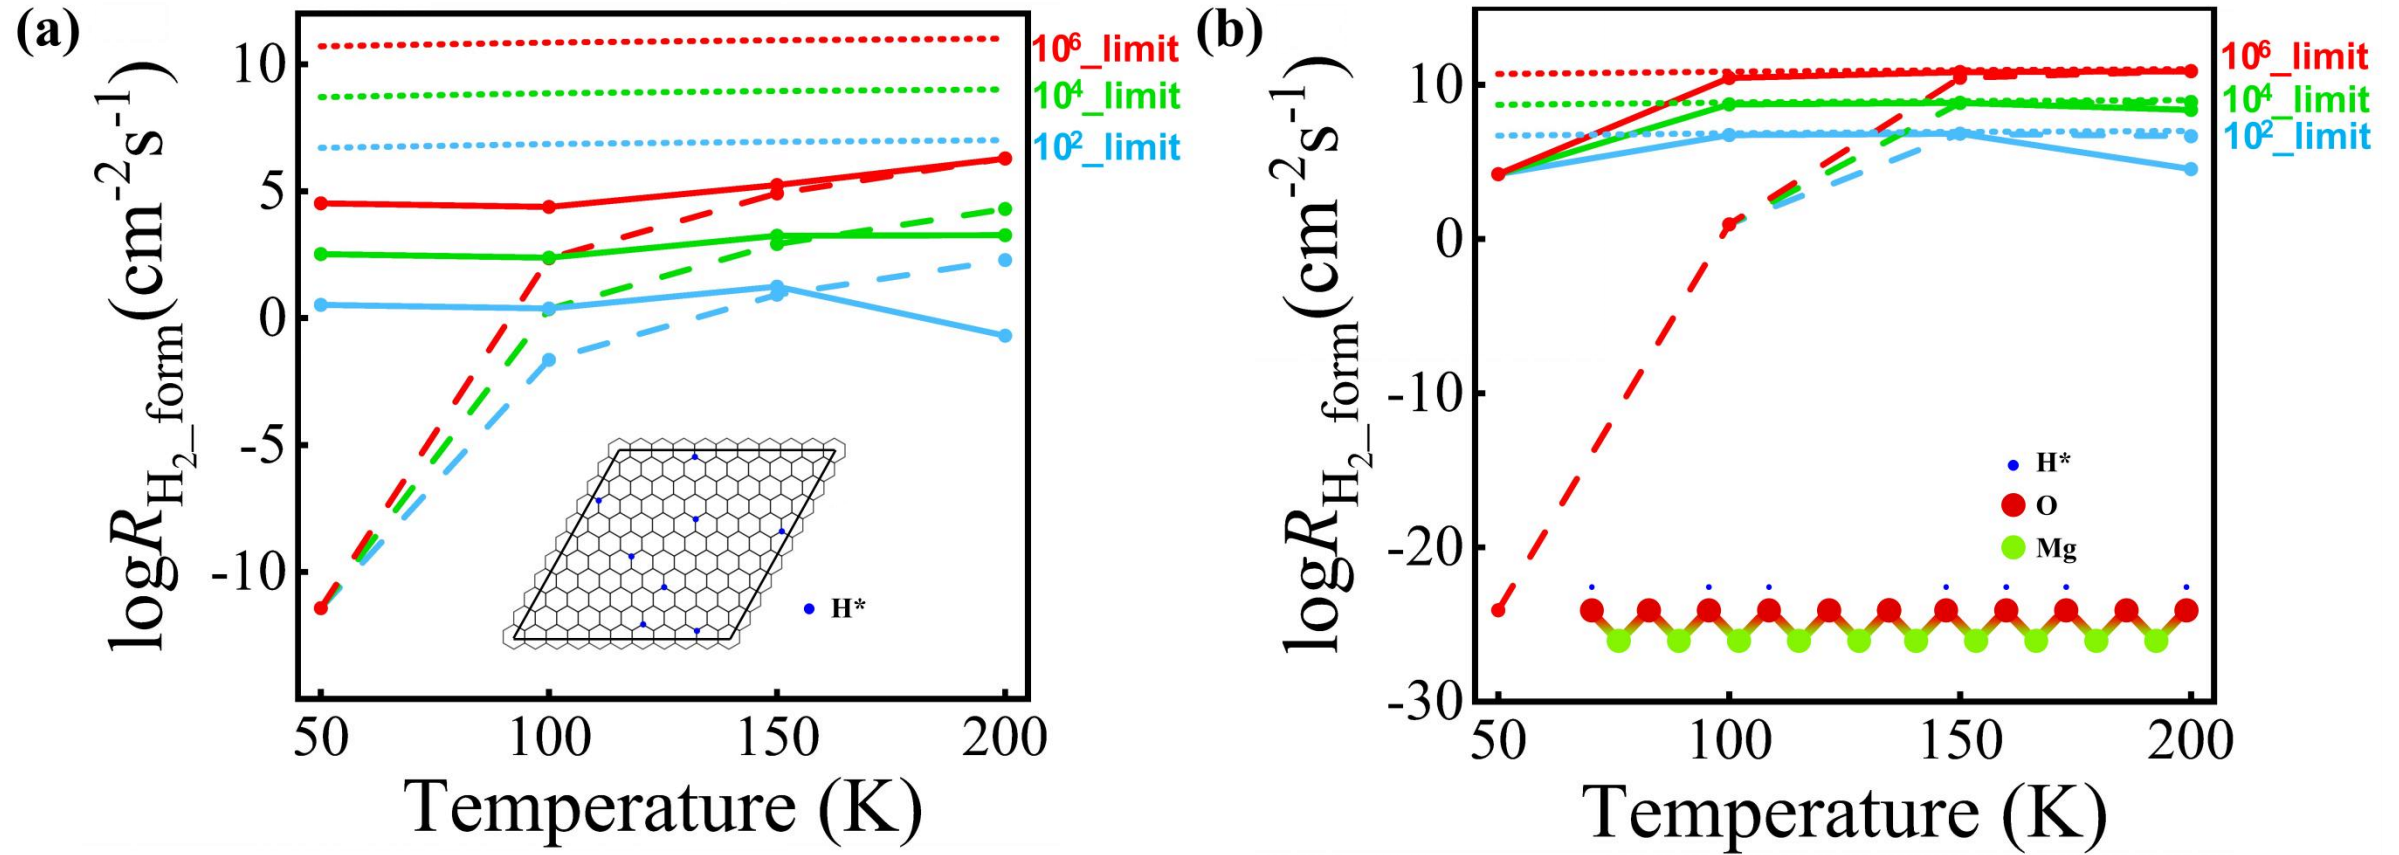 (a)
logR_H2_form (cm-2s-1)
10
5
0
-5
-10
10^6_limit
10^4_limit
10^2_limit
H*
50 100 150 200
Temperature (K)
(b)
logR_H2_form (cm-2s-1)
10
0
-10
-20
-30
10^6_limit
10^4_limit
10^2_limit
H*
O
Mg
50 100 150 200
Temperature (K)